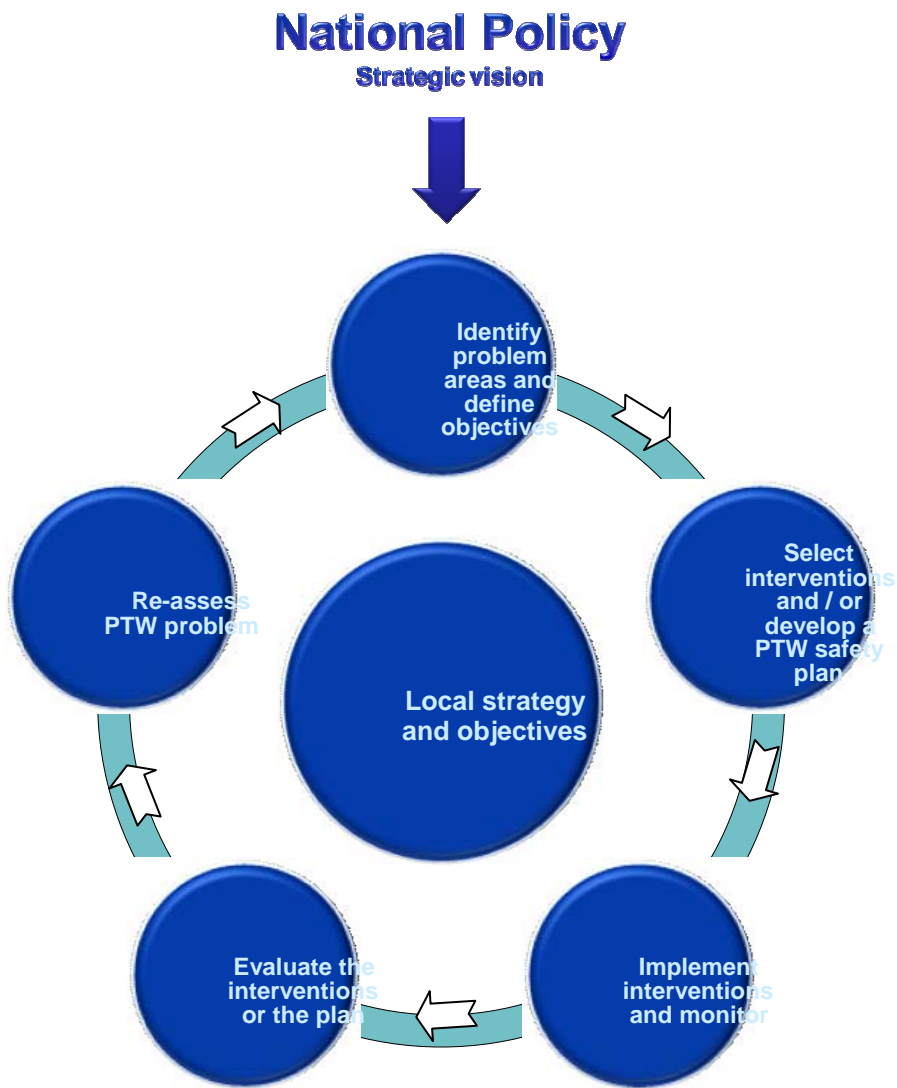 National Policy
Strategic vision
Identify
problem
areas and
define
objectives
Select
interventions
and / or
develop a
PTW safety
plan
Re-assess
PTW problem
Local strategy
and objectives
Evaluate the
interventions
or the plan
Implement
interventions
and monitor